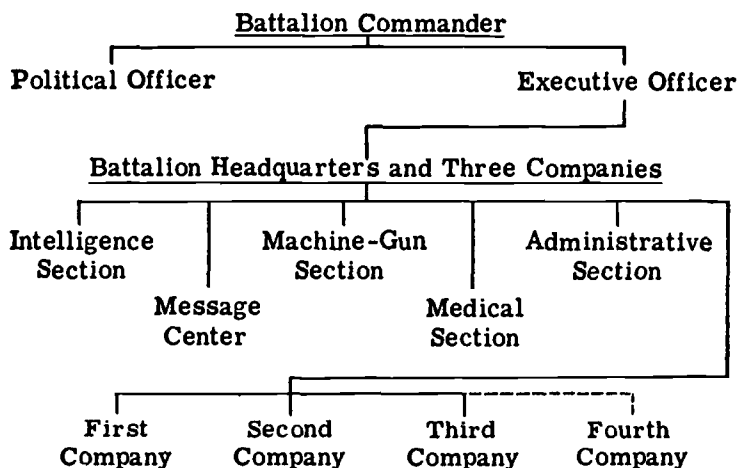 Battalion Commander
Political Officer
Executive Officer
Battalion Headquarters and Three Companies
Intelligence
Section
Machine-Gun
Section
Administrative
Section
Message
Center
Medical
Section
First
Company
Second
Company
Third
Company
Fourth
Company